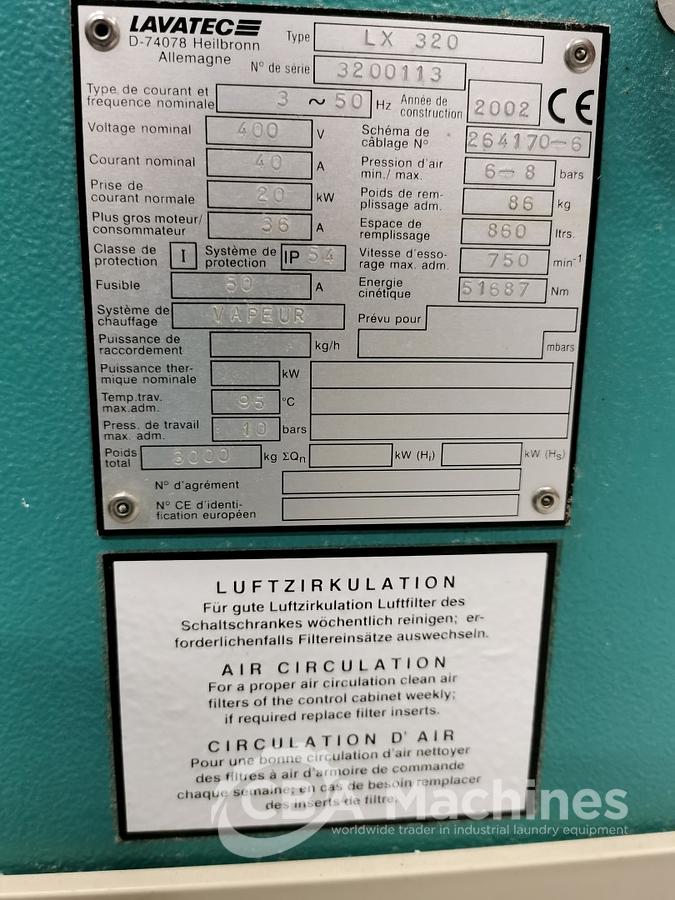 LAVATEC
D-74078 Heilbronn
Allemagne
Type LX 320
N° de série 3200113
Type de courant et
frequence nominale 3 ~ 50 Hz
Année de
construction 2002 CE
Voltage nominal 400 V
Schéma de
câblage N° 264170-6
Courant nominal 40 A
Pression d'air
min./ max. 6-8 bars
Prise de
courant normale 20 kW
Poids de rem-
plissage adm. 86 kg
Plus gros moteur/
consommateur 36 A
Espace de
remplissage 860 ltrs.
Classe de
protection I
Système de
protection IP 54
Vitesse d'esso-
rage max. adm. 750 min-1
Fusible 50 A
Energie
cinétique 51687 Nm
Système de
chauffage VAPEUR
Prévu pour
Puissance de
raccordement kg/h
mbars
Puissance ther-
mique nominale kW
Temp.trav.
max.adm. 95 °C
Press. de travail
max. adm. 10 bars
Poids
total 6000 kg ΣQn kW (Hi) kW (Hs)
N° d'agrément
N° CE d'identi-
fication européen
LUFTZIRKULATION
Für gute Luftzirkulation Luftfilter des
Schaltschrankes wöchentlich reinigen; er-
forderlichenfalls Filtereinsätze auswechseln.
AIR CIRCULATION
For a proper air circulation clean air
filters of the control cabinet weekly;
if required replace filter inserts.
CIRCULATION D' AIR
Pour une bonne circulation d'air nettoyer
des filtres à air d'armoire de commande
chaque semaine; en cas de besoin remplacer
des inserts de filtre.
CBA Machines
worldwide trader in industrial laundry equipment